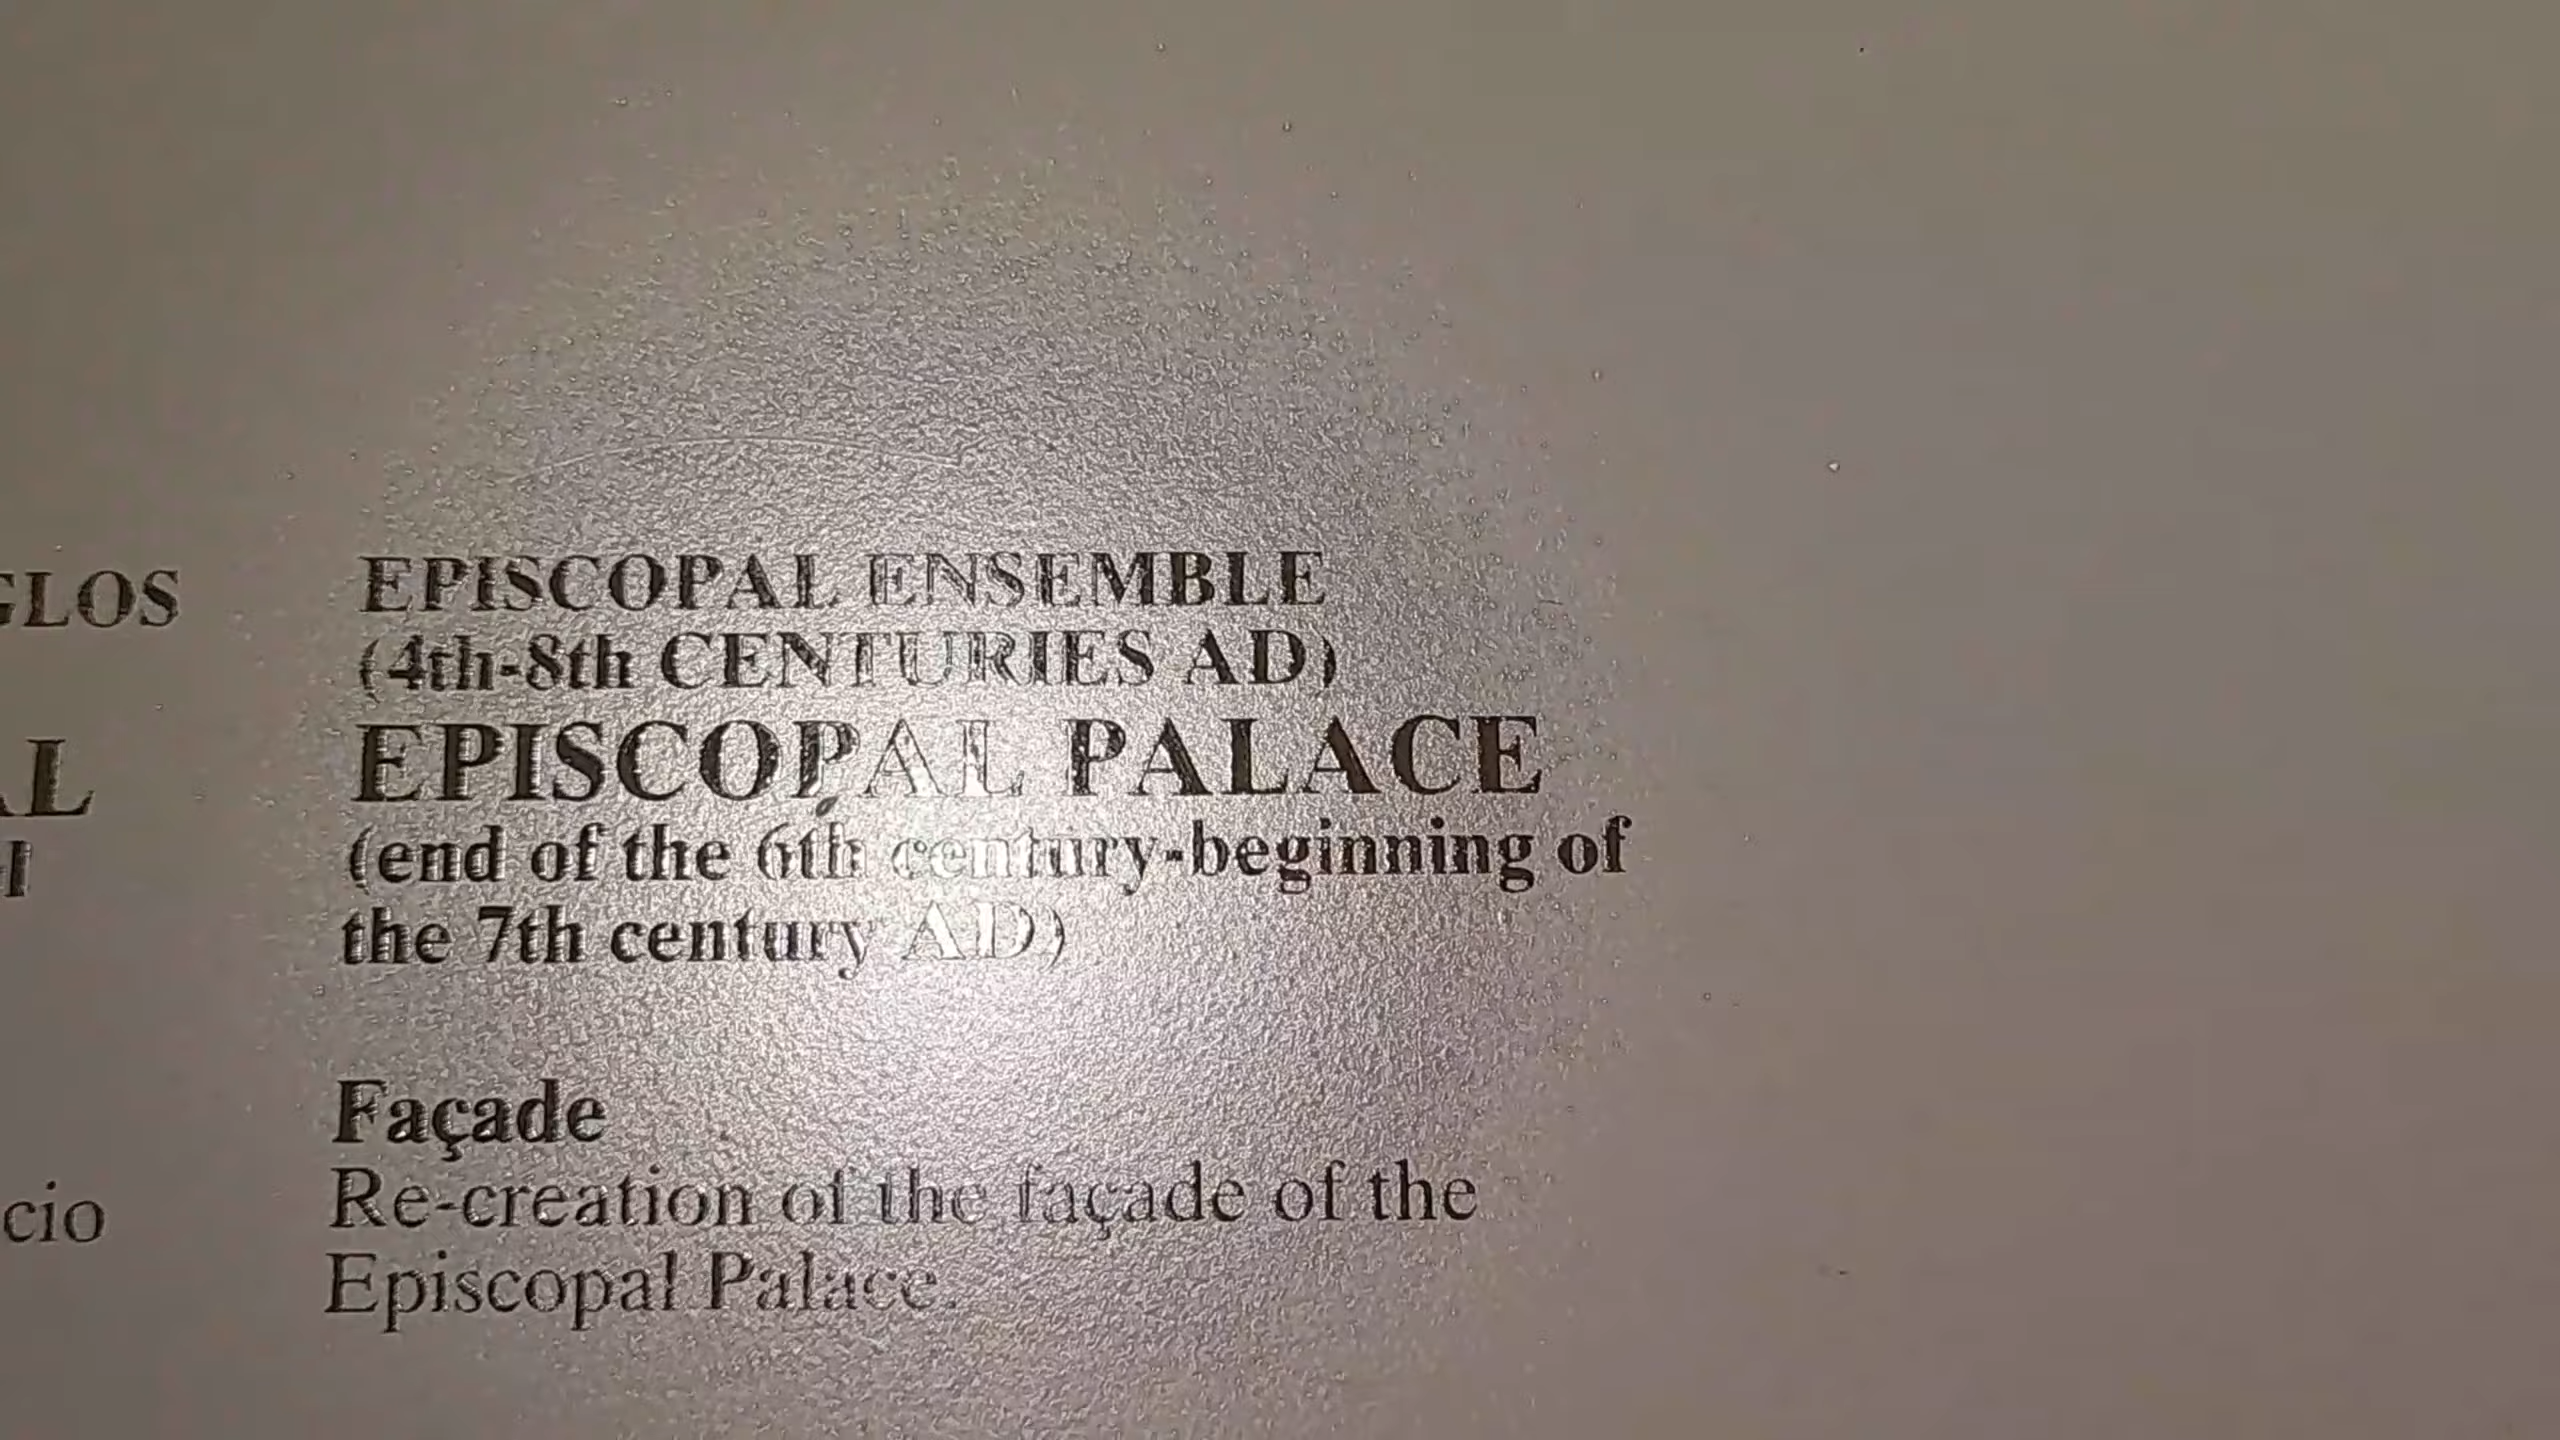 GLOS
AL
I
cio
EPISCOPAL ENSEMBLE
(4th-8th CENTURIES AD)
EPISCOPAL PALACE
(end of the 6th century-beginning of
the 7th century AD)
Façade
Re-creation of the façade of the
Episcopal Palace.